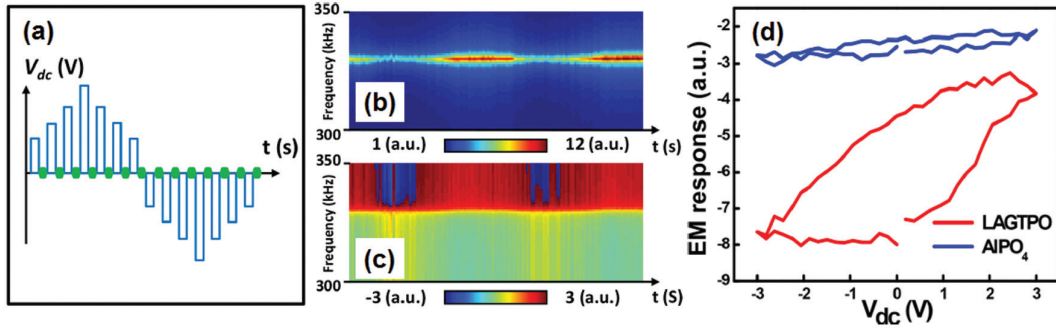 (a)
V_dc (V)
t (s)
350
Frequency (kHz)
300
(b)
1 (a.u.)
12 (a.u.)
t (s)
350
Frequency (kHz)
300
(c)
-3 (a.u.)
3 (a.u.)
t (S)
(d)
EM response (a.u.)
-2
-3
-4
-5
-6
-7
-8
-9
LAGTPO
AlPO₄
-3 -2 -1 0 1 2 3
V_dc (V)